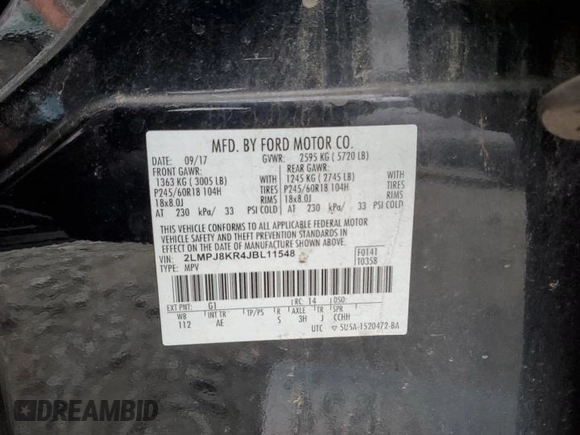 MFD. BY FORD MOTOR CO.
DATE: 09/17 GVWR: 2595 KG ( 5720 LB)
FRONT GAWR: REAR GAWR:
1363 KG ( 3005 LB) WITH 1245 KG ( 2745 LB) WITH
P245/60R18 104H TIRES P245/60R18 104H TIRES
18x8.0J RIMS 18x8.0J RIMS
AT 230 kPa/ 33 PSI COLD AT 230 kPa/ 33 PSI COLD
THIS VEHICLE CONFORMS TO ALL APPLICABLE FEDERAL MOTOR
VEHICLE SAFETY AND THEFT PREVENTION STANDARDS IN
EFFECT ON THE DATE OF MANUFACTURE SHOWN ABOVE.
VIN: 2LMPJ8KR4JBL11548 F0141
TYPE: MPV T0358
EXT PNT: G1 RC: 14 DSO:
WB INT TR TP/PS R AXLE TR SPR
112 AE S 3H J CCHH
UTC 5USA-1520472-BA
DREAMBID